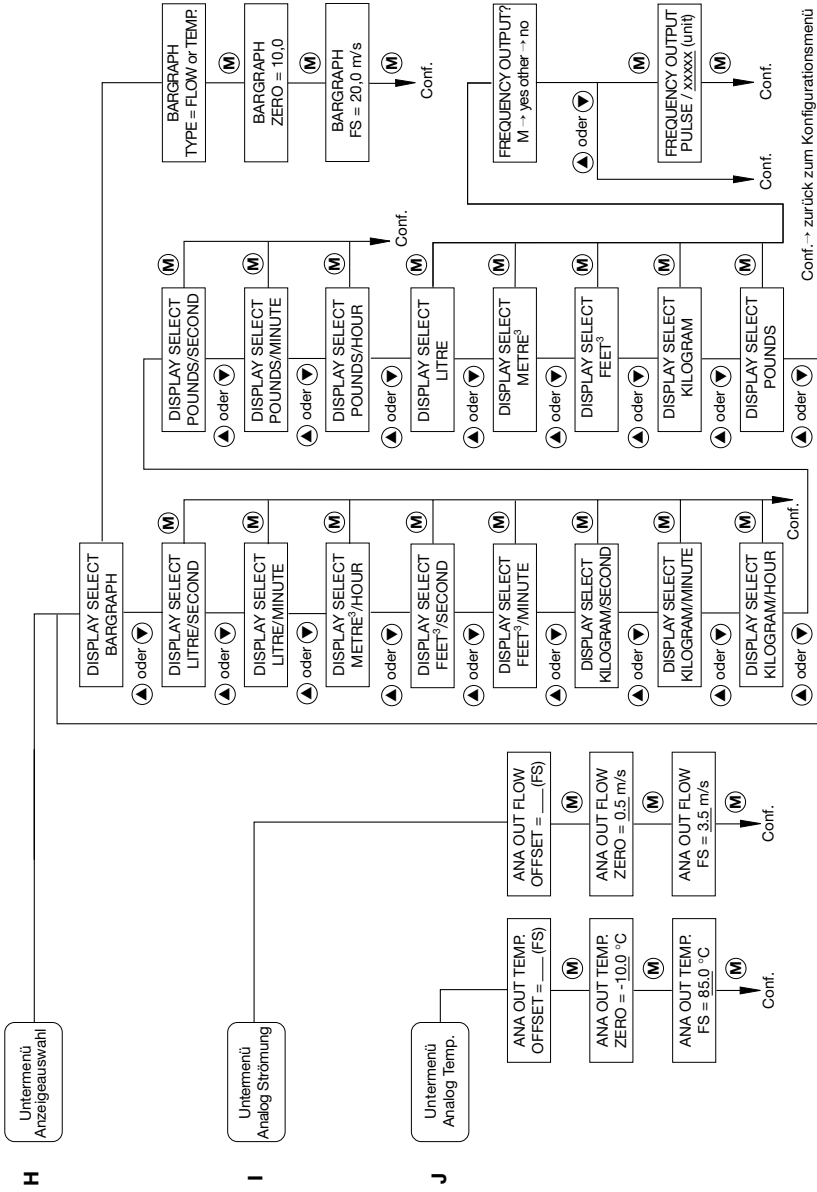 H
Untermenü
Anzeigeauswahl
DISPLAY SELECT
BARGRAPH
▲ oder ▼
DISPLAY SELECT
LITRE/SECOND
M
▲ oder ▼
DISPLAY SELECT
LITRE/MINUTE
M
▲ oder ▼
DISPLAY SELECT
METRE³/HOUR
M
▲ oder ▼
DISPLAY SELECT
FEET³/SECOND
M
▲ oder ▼
DISPLAY SELECT
FEET³/MINUTE
M
▲ oder ▼
DISPLAY SELECT
KILOGRAM/SECOND
M
▲ oder ▼
DISPLAY SELECT
KILOGRAM/MINUTE
M
▲ oder ▼
DISPLAY SELECT
KILOGRAM/HOUR
M
▲ oder ▼
Conf.
DISPLAY SELECT
POUNDS/SECOND
M
▲ oder ▼
DISPLAY SELECT
POUNDS/MINUTE
M
▲ oder ▼
DISPLAY SELECT
POUNDS/HOUR
M
Conf.
▲ oder ▼
DISPLAY SELECT
LITRE
M
▲ oder ▼
DISPLAY SELECT
METRE³
M
▲ oder ▼
DISPLAY SELECT
FEET³
M
▲ oder ▼
DISPLAY SELECT
KILOGRAM
M
▲ oder ▼
DISPLAY SELECT
POUNDS
M
▲ oder ▼
BARGRAPH
TYPE = FLOW or TEMP.
M
BARGRAPH
ZERO = 10,0
M
BARGRAPH
FS = 20,0 m/s
M
Conf.
FREQUENCY OUTPUT?
M → yes other → no
▲ oder ▼
Conf.
M
FREQUENCY OUTPUT
PULSE / xxxxx (unit)
M
Conf.
I
Untermenü
Analog Strömung
ANA OUT FLOW
OFFSET = ___ (FS)
M
ANA OUT FLOW
ZERO = 0.5 m/s
M
ANA OUT FLOW
FS = 3.5 m/s
M
Conf.
J
Untermenü
Analog Temp.
ANA OUT TEMP.
OFFSET = ___ (FS)
M
ANA OUT TEMP.
ZERO = -10.0 °C
M
ANA OUT TEMP.
FS = 85.0 °C
M
Conf.
Conf.→ zurück zum Konfigurationsmenü